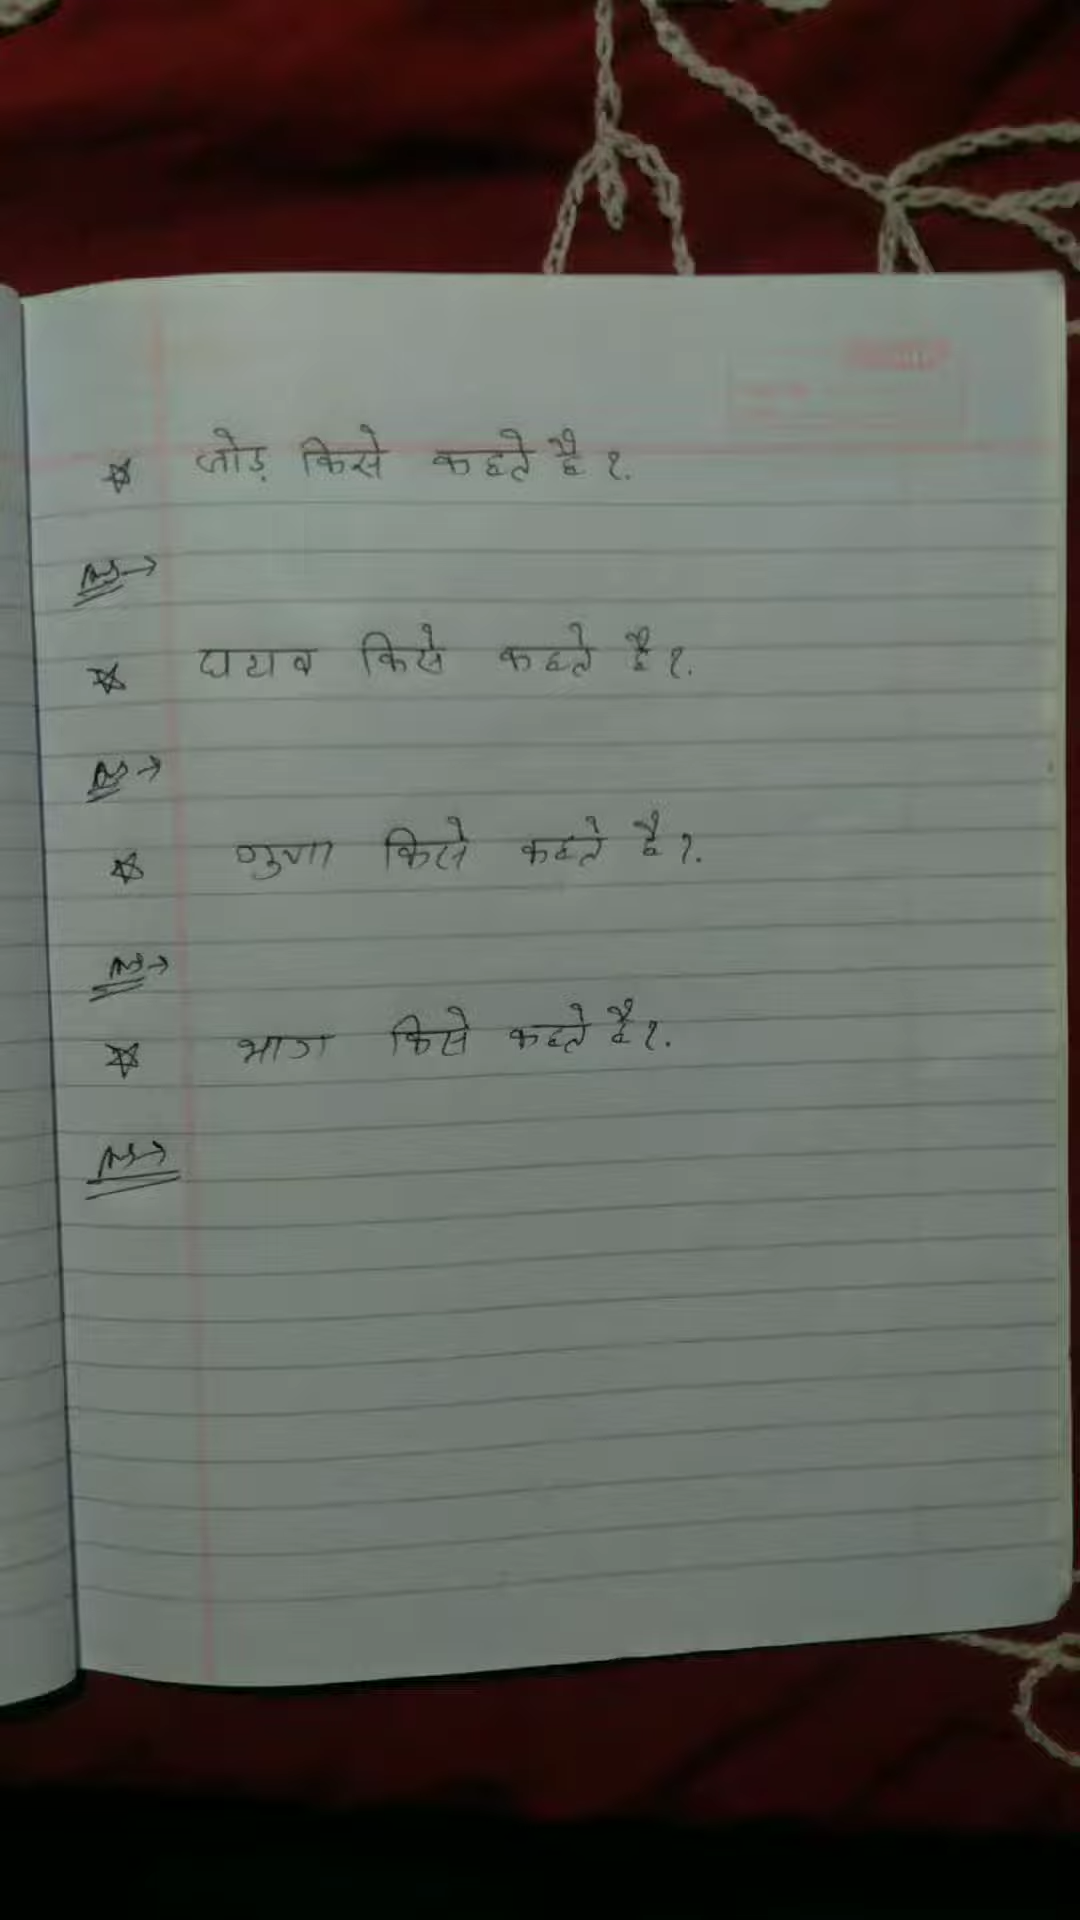 ☆ जोड़ किसे कहते है ?.
Ans →
☆ घटाव किसे कहते है ?.
Ans →
☆ गुणा किसे कहते है ?.
Ans →
☆ भाग किसे कहते है ?.
Ans →